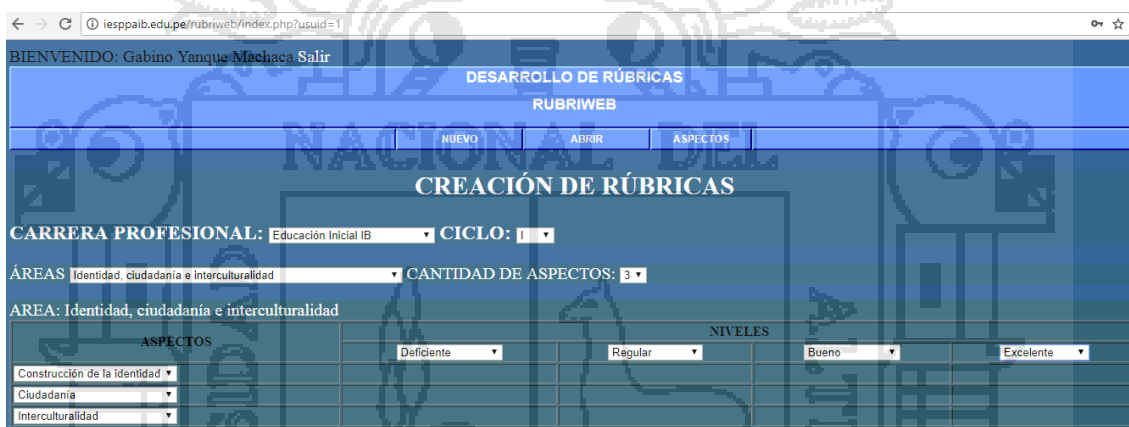 iesppaib.edu.pe/rubriweb/index.php?usuid=1
BIENVENIDO: Gabino Yanque Machaca Salir
DESARROLLO DE RÚBRICAS
RUBRIWEB
NUEVO ABRIR ASPECTOS
NACIONAL DEL
CREACIÓN DE RÚBRICAS
CARRERA PROFESIONAL: Educación Inicial IB CICLO: I
ÁREAS Identidad, ciudadanía e interculturalidad CANTIDAD DE ASPECTOS: 3
AREA: Identidad, ciudadanía e interculturalidad
ASPECTOS NIVELES
Deficiente Regular Bueno Excelente
Construcción de la identidad
Ciudadanía
Interculturalidad